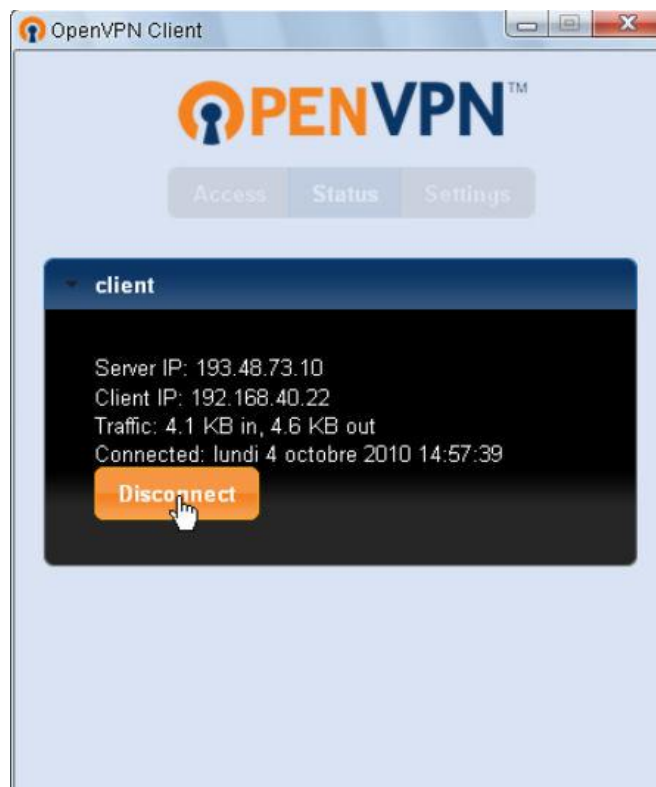 OpenVPN Client
OPENVPN™
Access Status Settings
client
Server IP: 193.48.73.10
Client IP: 192.168.40.22
Traffic: 4.1 KB in, 4.6 KB out
Connected: lundi 4 octobre 2010 14:57:39
Disconnect